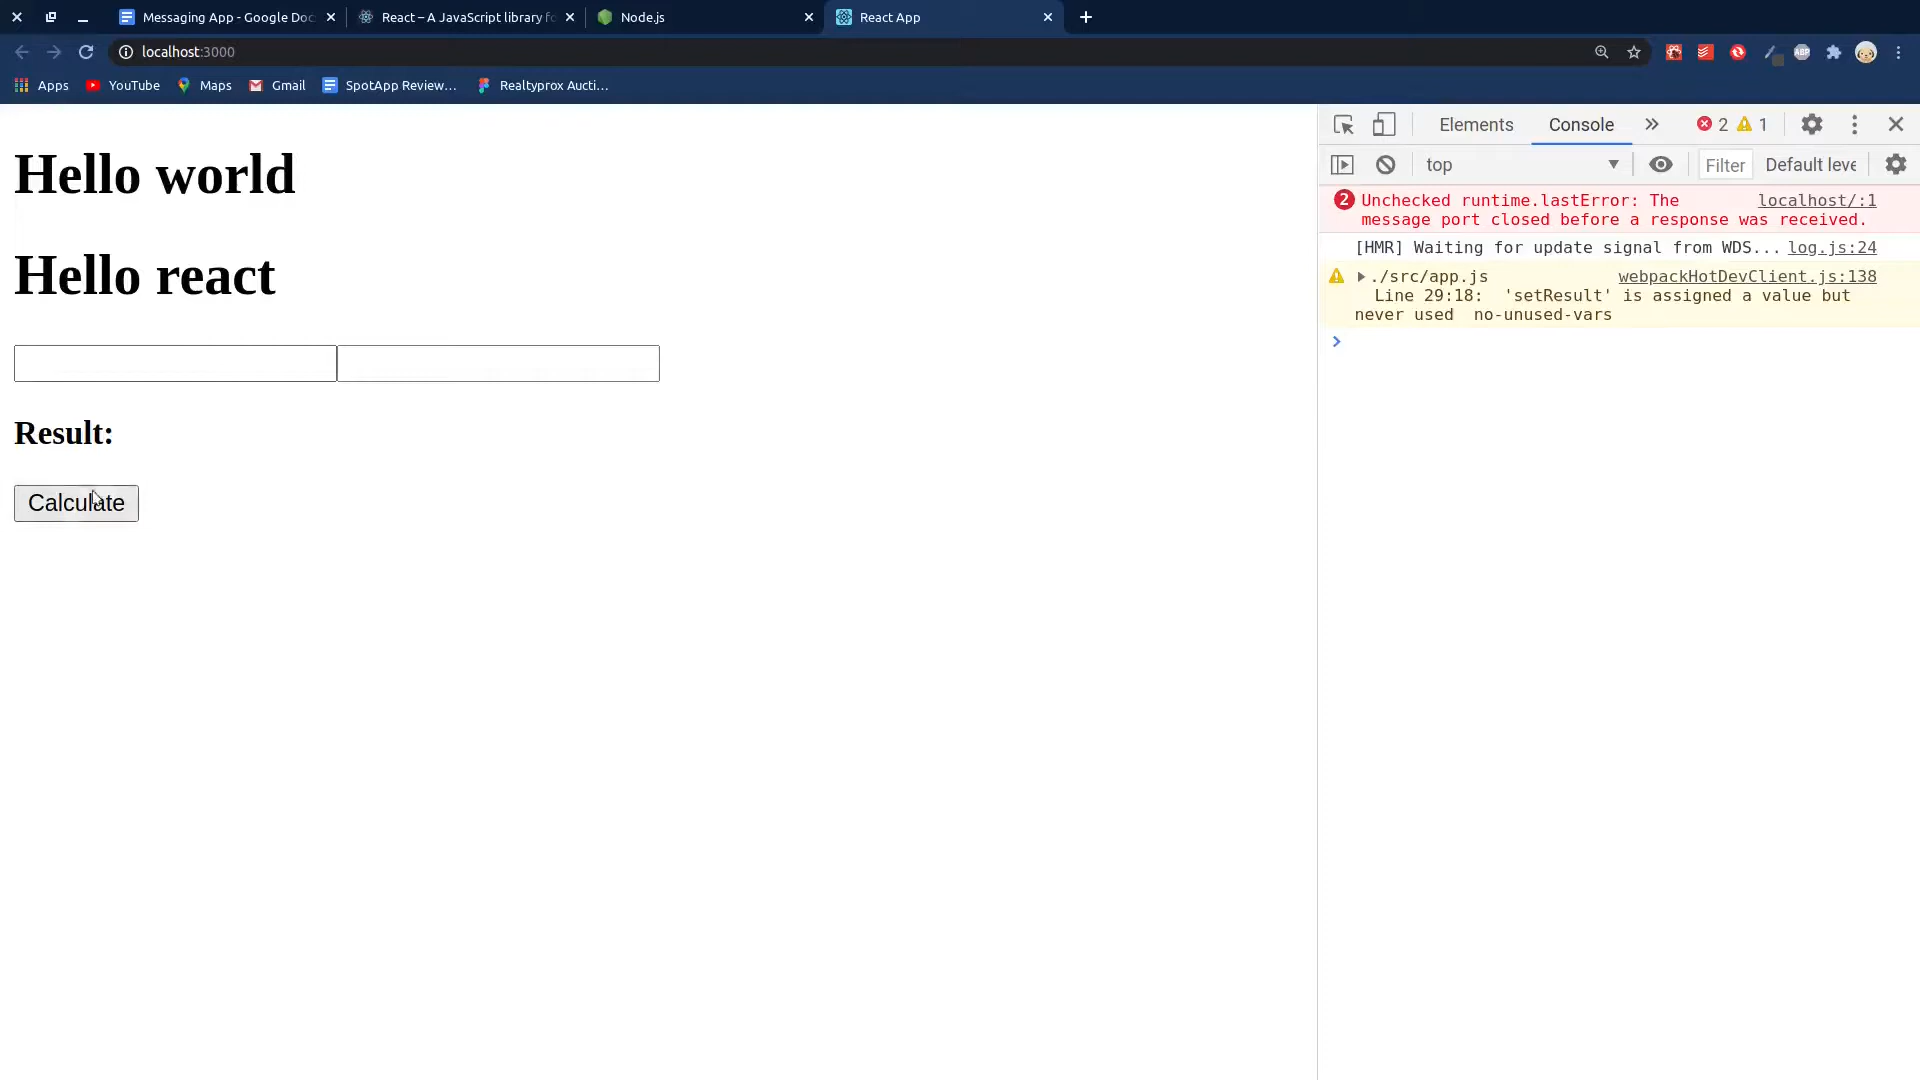 Messaging App - Google Doc
React – A JavaScript library fo
Node.js
React App
localhost:3000
Apps
YouTube
Maps
Gmail
SpotApp Review...
Realtyprox Aucti...
ABP
Elements
Console
2
1
top
Filter
Default leve
2 Unchecked runtime.lastError: The localhost/:1
message port closed before a response was received.
[HMR] Waiting for update signal from WDS... log.js:24
./src/app.js webpackHotDevClient.js:138
Line 29:18: 'setResult' is assigned a value but
never used no-unused-vars
Hello world
Hello react
Result:
Calculate